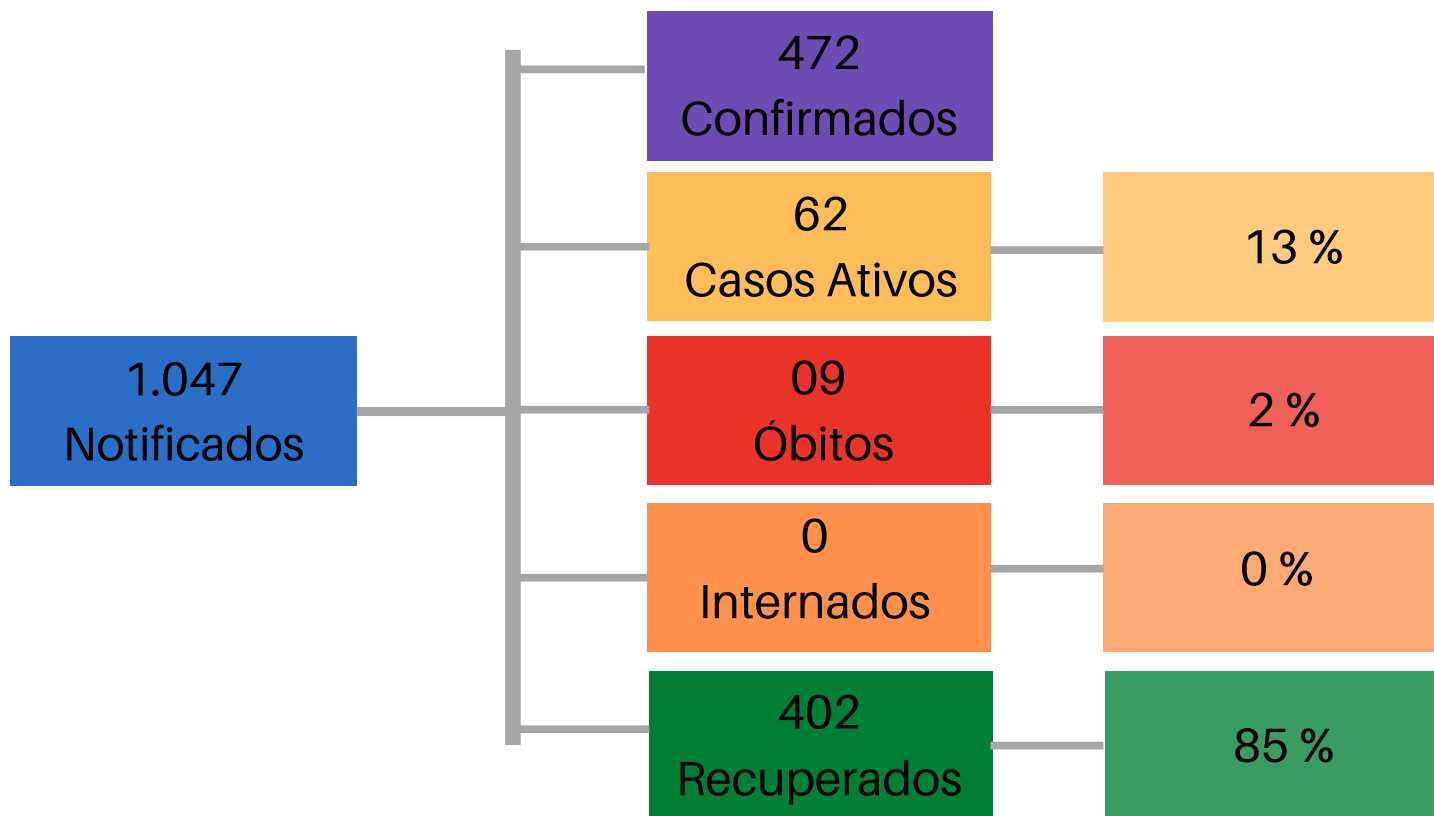 472
Confirmados
62
Casos Ativos
13 %
1.047
Notificados
09
Óbitos
2 %
0
Internados
0 %
402
Recuperados
85 %